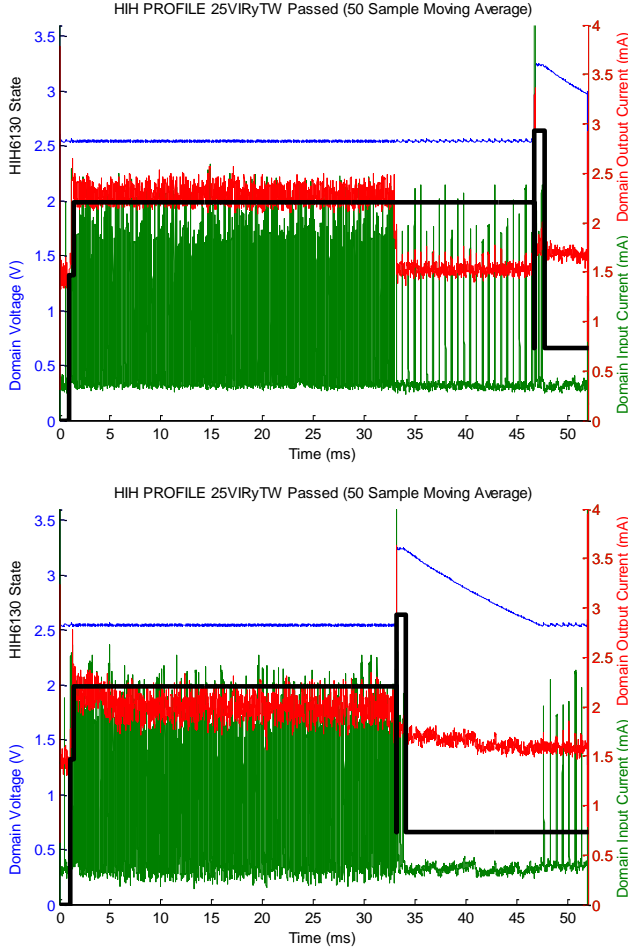 HIH PROFILE 25VIRyTW Passed (50 Sample Moving Average)
3.5
3
2.5
2
1.5
1
0.5
0
HIH6130 State
Domain Voltage (V)
4
3.5
3
2.5
2
1.5
1
0.5
0
Domain Output Current (mA)
Domain Input Current (mA)
0 5 10 15 20 25 30 35 40 45 50
Time (ms)
HIH PROFILE 25VIRyTW Passed (50 Sample Moving Average)
3.5
3
2.5
2
1.5
1
0.5
0
HIH6130 State
Domain Voltage (V)
4
3.5
3
2.5
2
1.5
1
0.5
0
Domain Output Current (mA)
Domain Input Current (mA)
0 5 10 15 20 25 30 35 40 45 50
Time (ms)